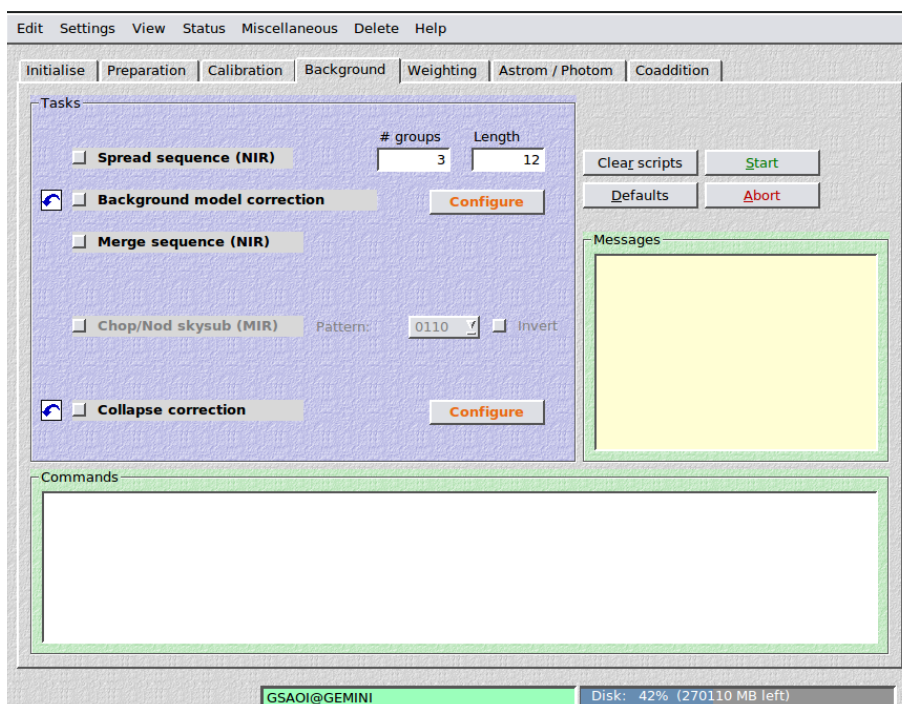 Edit Settings View Status Miscellaneous Delete Help
Initialise Preparation Calibration Background Weighting Astrom / Photom Coaddition
Tasks
# groups Length
Spread sequence (NIR) 3 12
Clear scripts Start
Background model correction Configure
Defaults Abort
Merge sequence (NIR)
Messages
Chop/Nod skysub (MIR) Pattern: 0110 Invert
Collapse correction Configure
Commands
GSAOI@GEMINI Disk: 42% (270110 MB left)